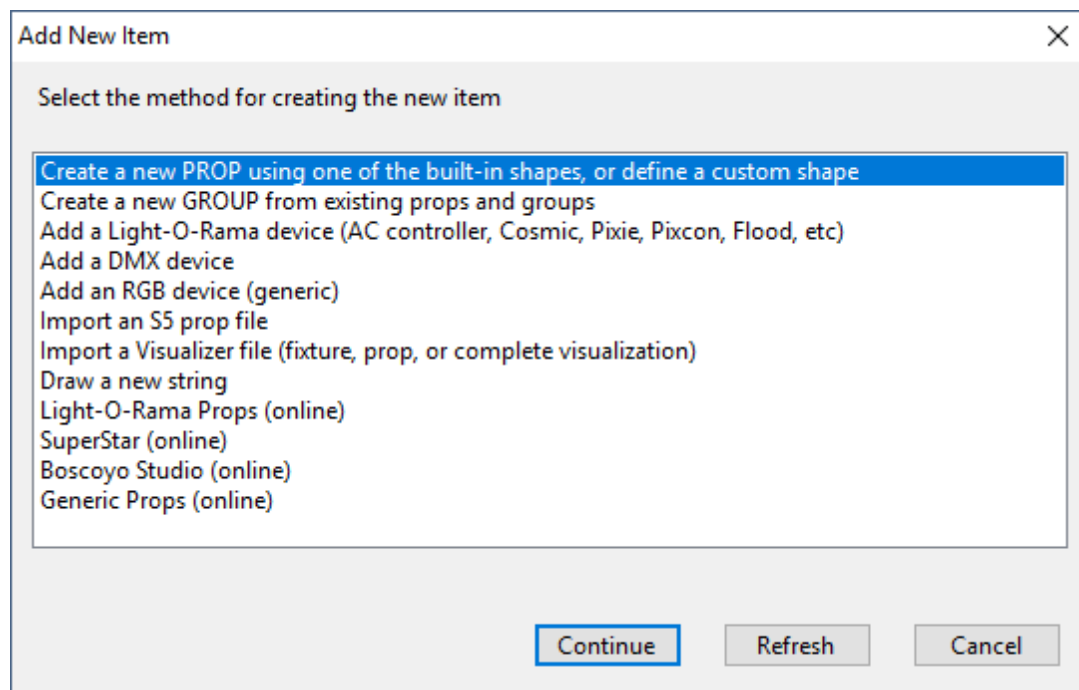 Add New Item
Select the method for creating the new item
Create a new PROP using one of the built-in shapes, or define a custom shape
Create a new GROUP from existing props and groups
Add a Light-O-Rama device (AC controller, Cosmic, Pixie, Pixcon, Flood, etc)
Add a DMX device
Add an RGB device (generic)
Import an S5 prop file
Import a Visualizer file (fixture, prop, or complete visualization)
Draw a new string
Light-O-Rama Props (online)
SuperStar (online)
Boscoyo Studio (online)
Generic Props (online)
Continue Refresh Cancel